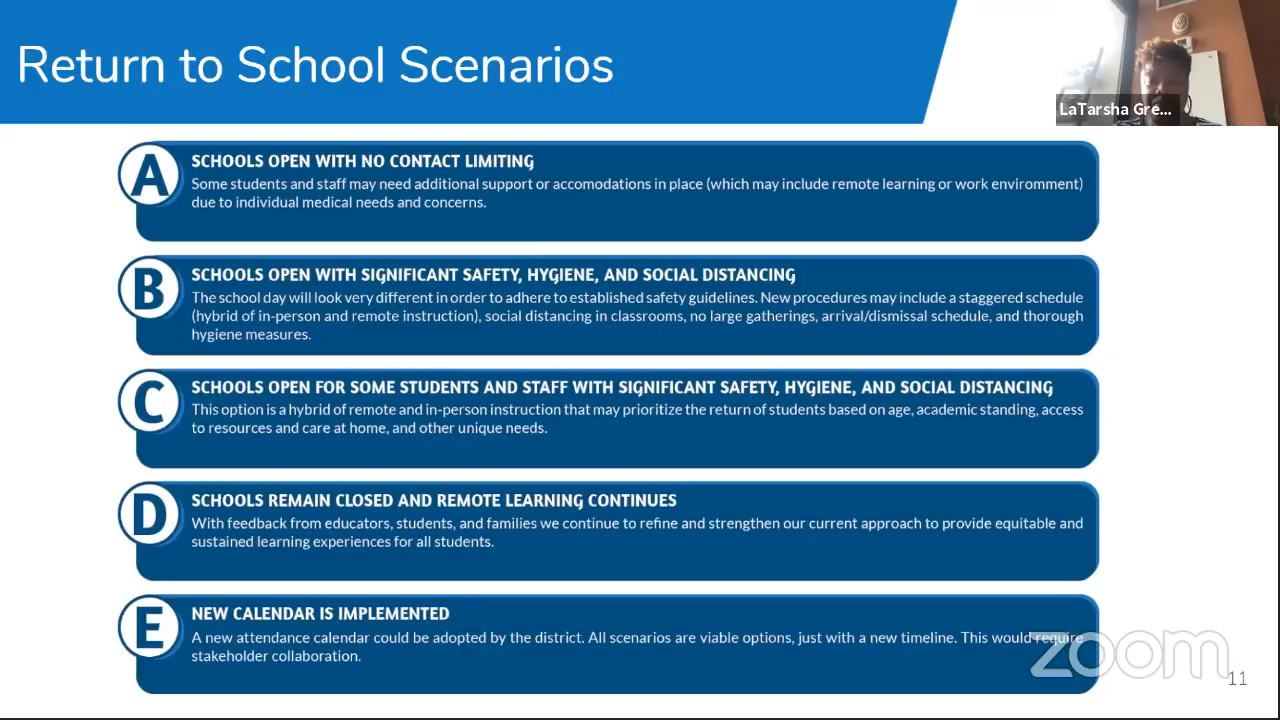 Return to School Scenarios
LaTarsha Gre...
A
SCHOOLS OPEN WITH NO CONTACT LIMITING
Some students and staff may need additional support or accomodations in place (which may include remote learning or work enviromment)
due to individual medical needs and concerns.
B
SCHOOLS OPEN WITH SIGNIFICANT SAFETY, HYGIENE, AND SOCIAL DISTANCING
The school day will look very different in order to adhere to established safety guidelines. New procedures may include a staggered schedule
(hybrid of in-person and remote instruction), social distancing in classrooms, no large gatherings, arrival/dismissal schedule, and thorough
hygiene measures.
C
SCHOOLS OPEN FOR SOME STUDENTS AND STAFF WITH SIGNIFICANT SAFETY, HYGIENE, AND SOCIAL DISTANCING
This option is a hybrid of remote and in-person instruction that may prioritize the return of students based on age, academic standing, access
to resources and care at home, and other unique needs.
D
SCHOOLS REMAIN CLOSED AND REMOTE LEARNING CONTINUES
With feedback from educators, students, and families we continue to refine and strengthen our current approach to provide equitable and
sustained learning experiences for all students.
E
NEW CALENDAR IS IMPLEMENTED
A new attendance calendar could be adopted by the district. All scenarios are viable options, just with a new timeline. This would require
stakeholder collaboration.
zoom
11